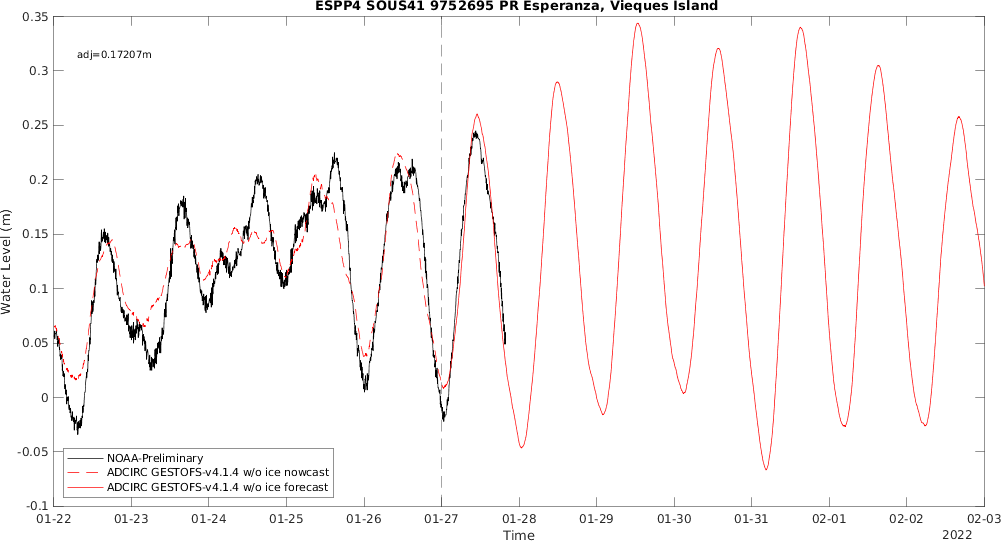 ESPP4 SOUS41 9752695 PR Esperanza, Vieques Island
0.35
adj=0.17207m
0.3
0.25
0.2
0.15
0.1
0.05
0
-0.05
-0.1
Water Level (m)
NOAA-Preliminary
ADCIRC GESTOFS-v4.1.4 w/o ice nowcast
ADCIRC GESTOFS-v4.1.4 w/o ice forecast
01-22 01-23 01-24 01-25 01-26 01-27 01-28 01-29 01-30 01-31 02-01 02-02 02-03
Time
2022